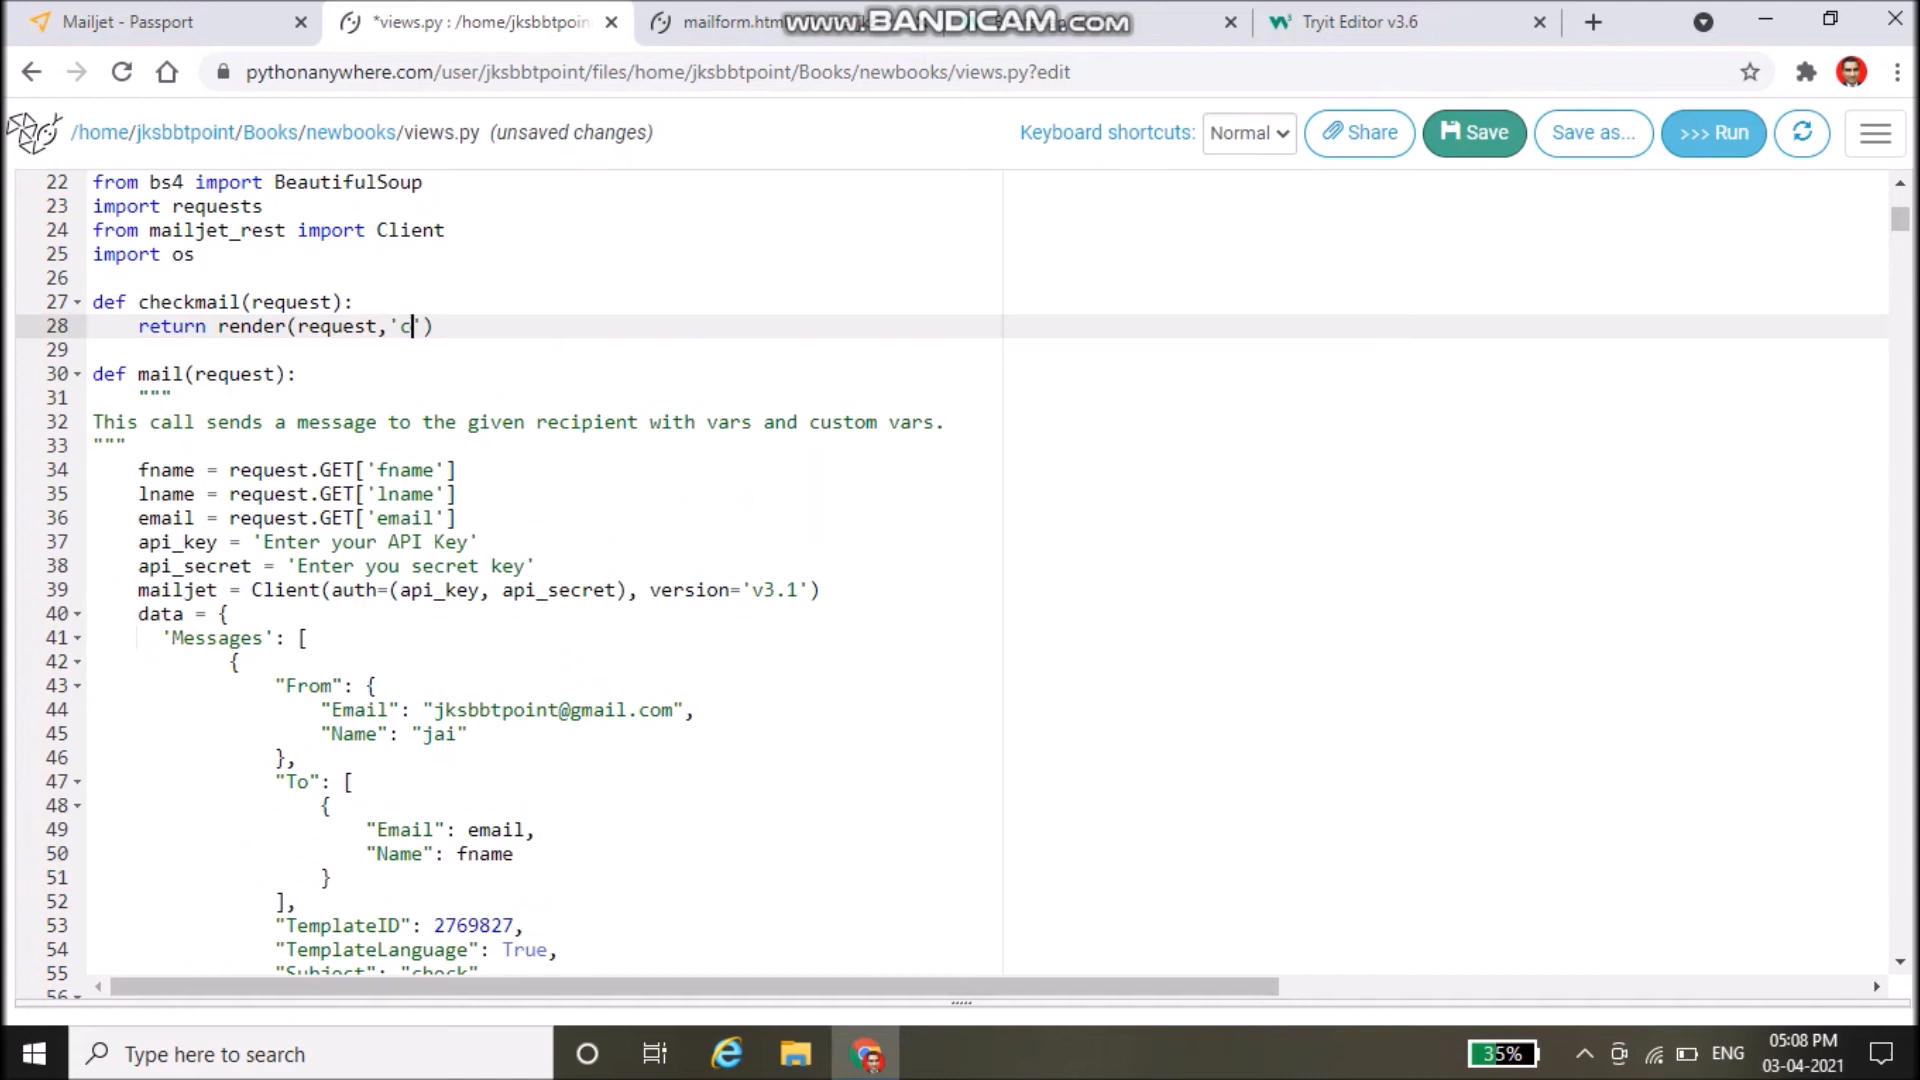 Mailjet - Passport
*views.py : /home/jksbbtpoin
mailform.htm
www.BANDICAM.com
Tryit Editor v3.6
pythonanywhere.com/user/jksbbtpoint/files/home/jksbbtpoint/Books/newbooks/views.py?edit
/home/jksbbtpoint/Books/newbooks/views.py (unsaved changes)
Keyboard shortcuts: Normal Share Save Save as... >>> Run
22 from bs4 import BeautifulSoup
23 import requests
24 from mailjet_rest import Client
25 import os
26
27 def checkmail(request):
28 return render(request,'c')
29
30 def mail(request):
31 """
32 This call sends a message to the given recipient with vars and custom vars.
33 """
34 fname = request.GET['fname']
35 lname = request.GET['lname']
36 email = request.GET['email']
37 api_key = 'Enter your API Key'
38 api_secret = 'Enter you secret key'
39 mailjet = Client(auth=(api_key, api_secret), version='v3.1')
40 data = {
41 'Messages': [
42 {
43 "From": {
44 "Email": "jksbbtpoint@gmail.com",
45 "Name": "jai"
46 },
47 "To": [
48 {
49 "Email": email,
50 "Name": fname
51 }
52 ],
53 "TemplateID": 2769827,
54 "TemplateLanguage": True,
55 "Subject": "check"
56
Type here to search
35%
ENG
05:08 PM
03-04-2021